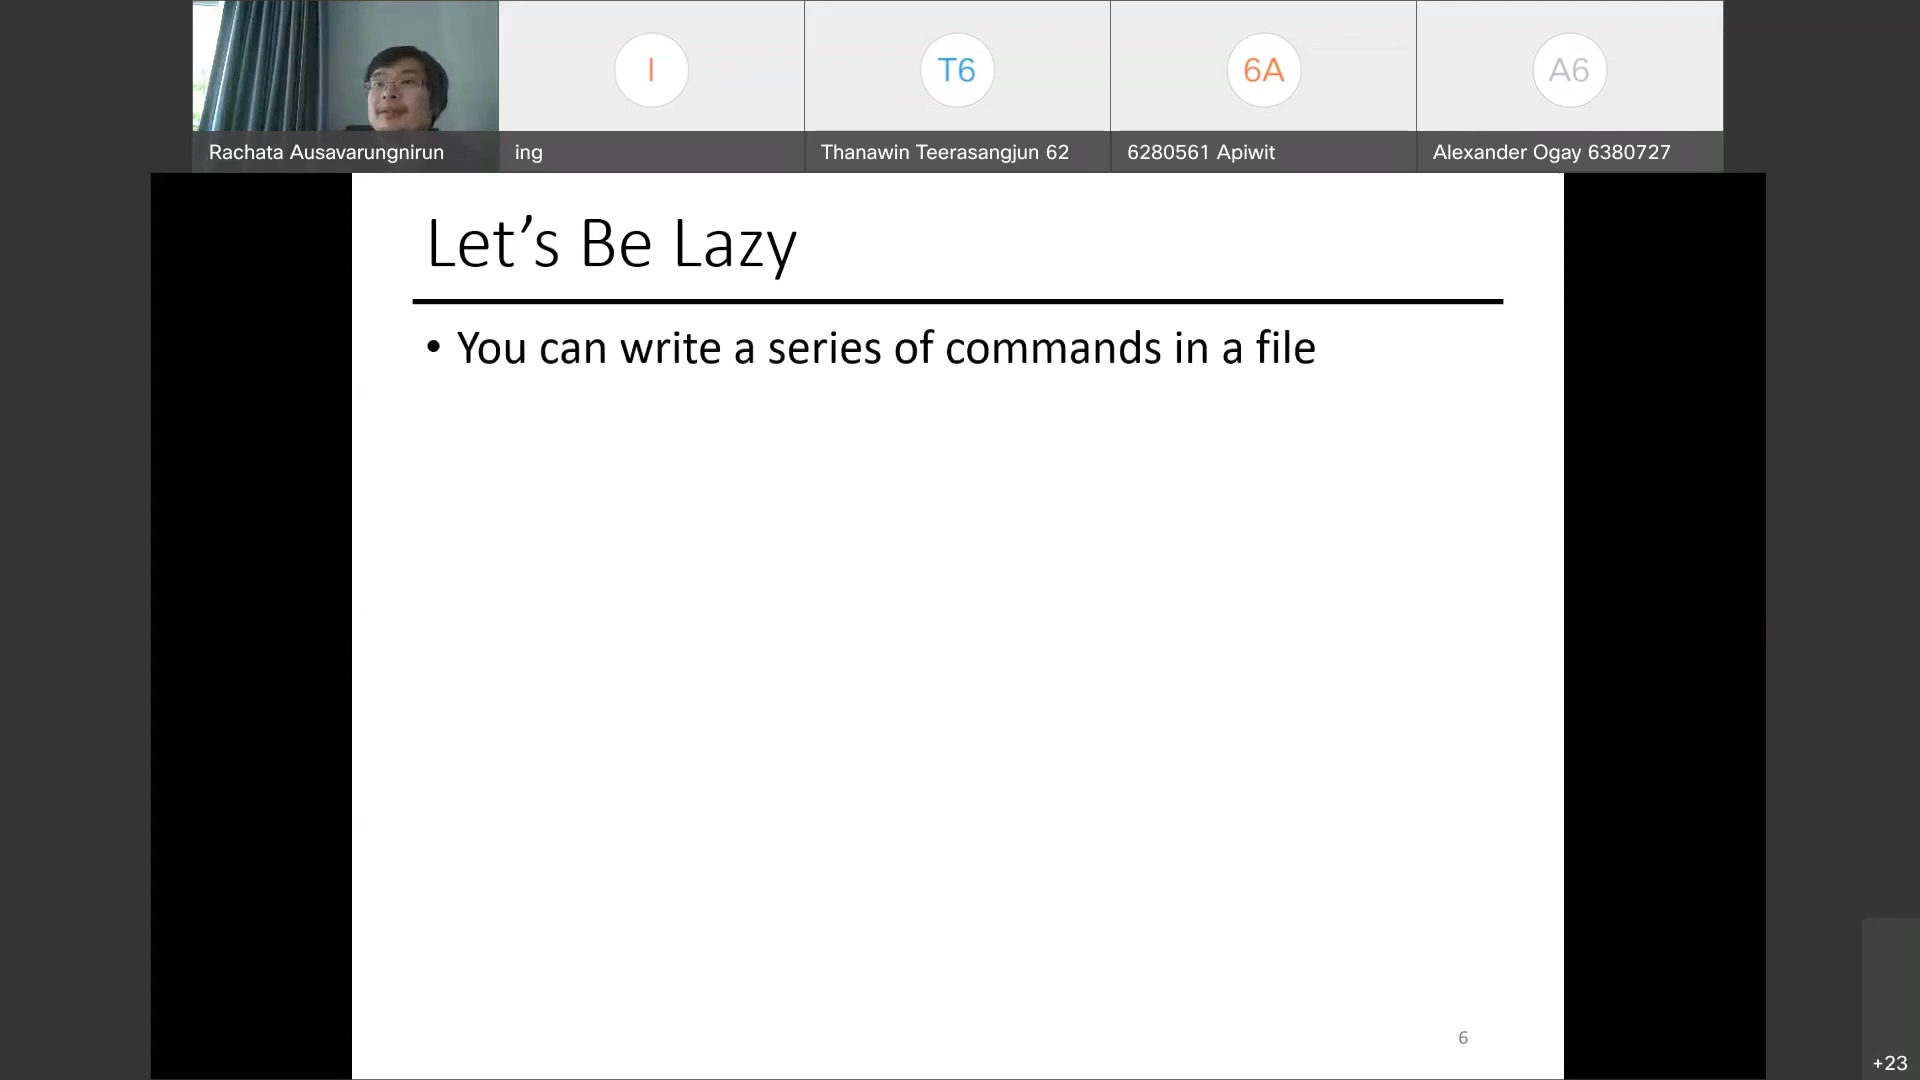 I
T6
6A
A6
Rachata Ausavarungnirun
ing
Thanawin Teerasangjun 62
6280561 Apiwit
Alexander Ogay 6380727
Let’s Be Lazy
• You can write a series of commands in a file
6
+23